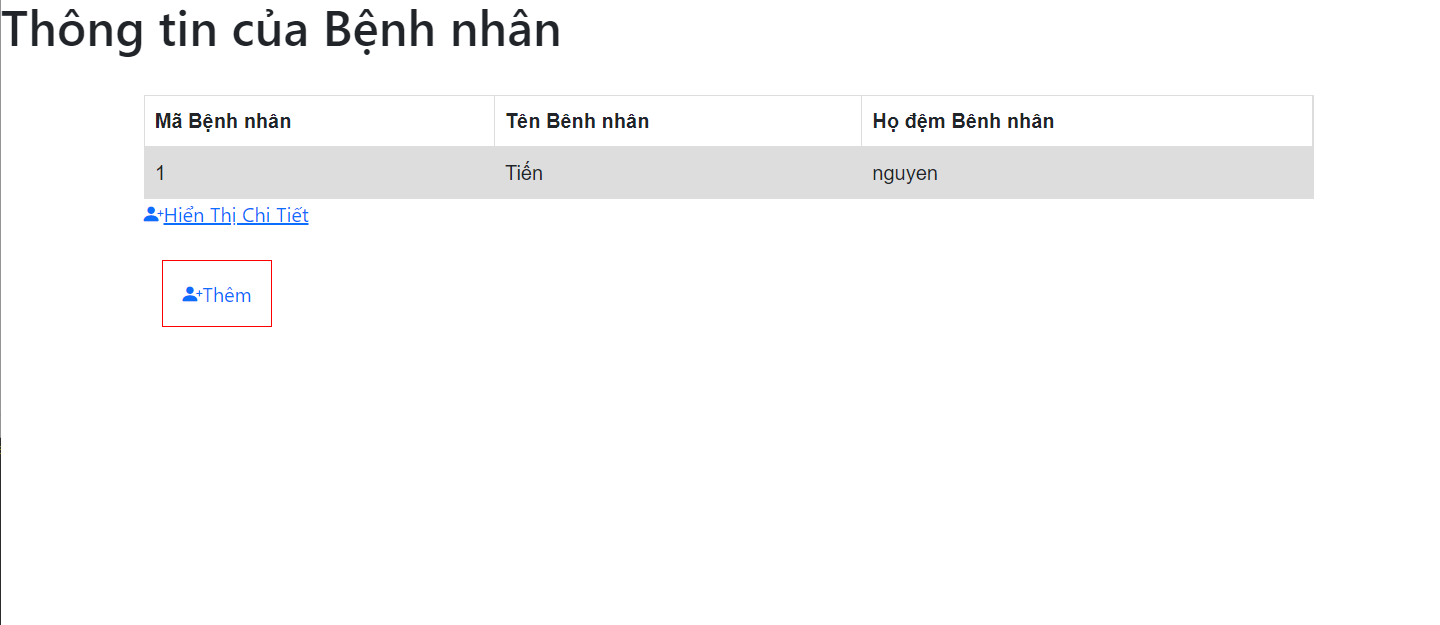 Thông tin của Bệnh nhân
Mã Bệnh nhân Tên Bênh nhân Họ đệm Bênh nhân
1 Tiến nguyen
Hiển Thị Chi Tiết
Thêm